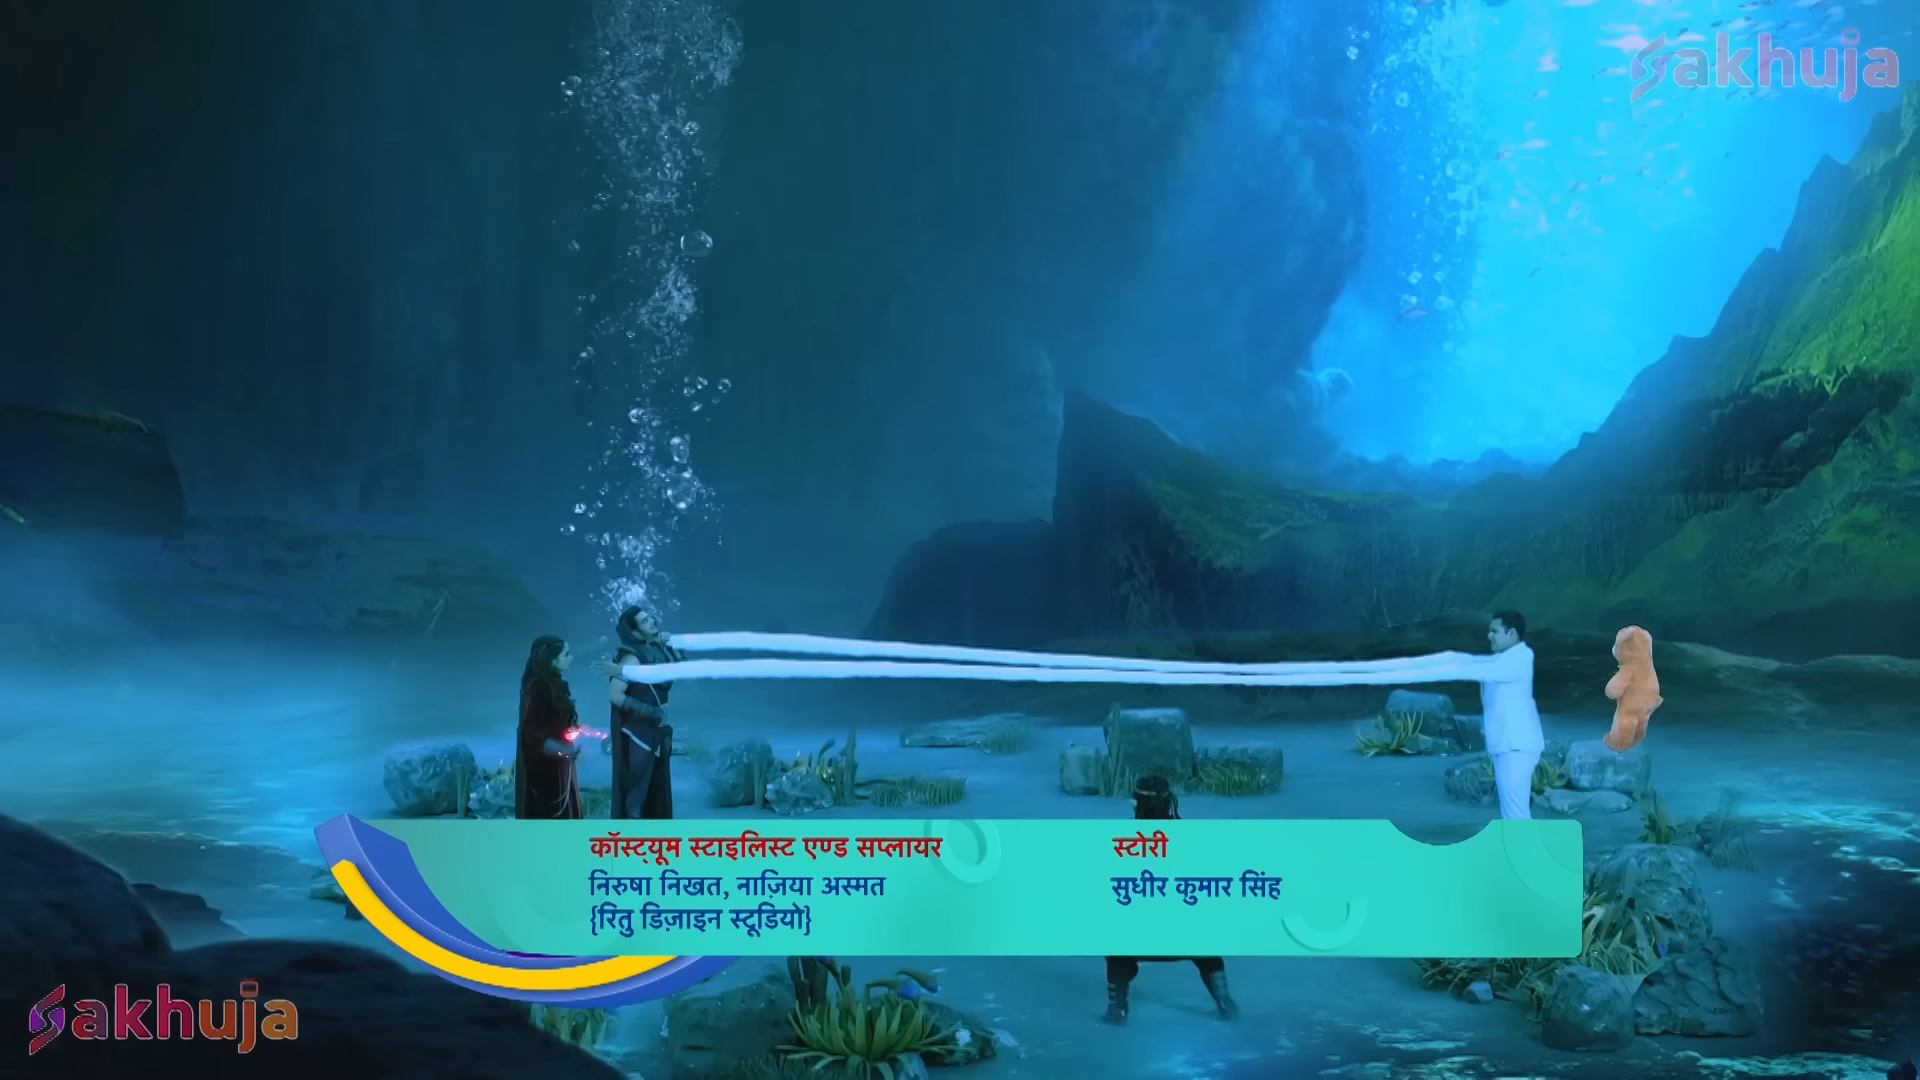 Sakhuja
कॉस्ट्यूम स्टाइलिस्ट एण्ड सप्लायर
निरुषा निखत, नाज़िया अस्मत
{रितु डिज़ाइन स्टूडियो}
स्टोरी
सुधीर कुमार सिंह
Sakhuja